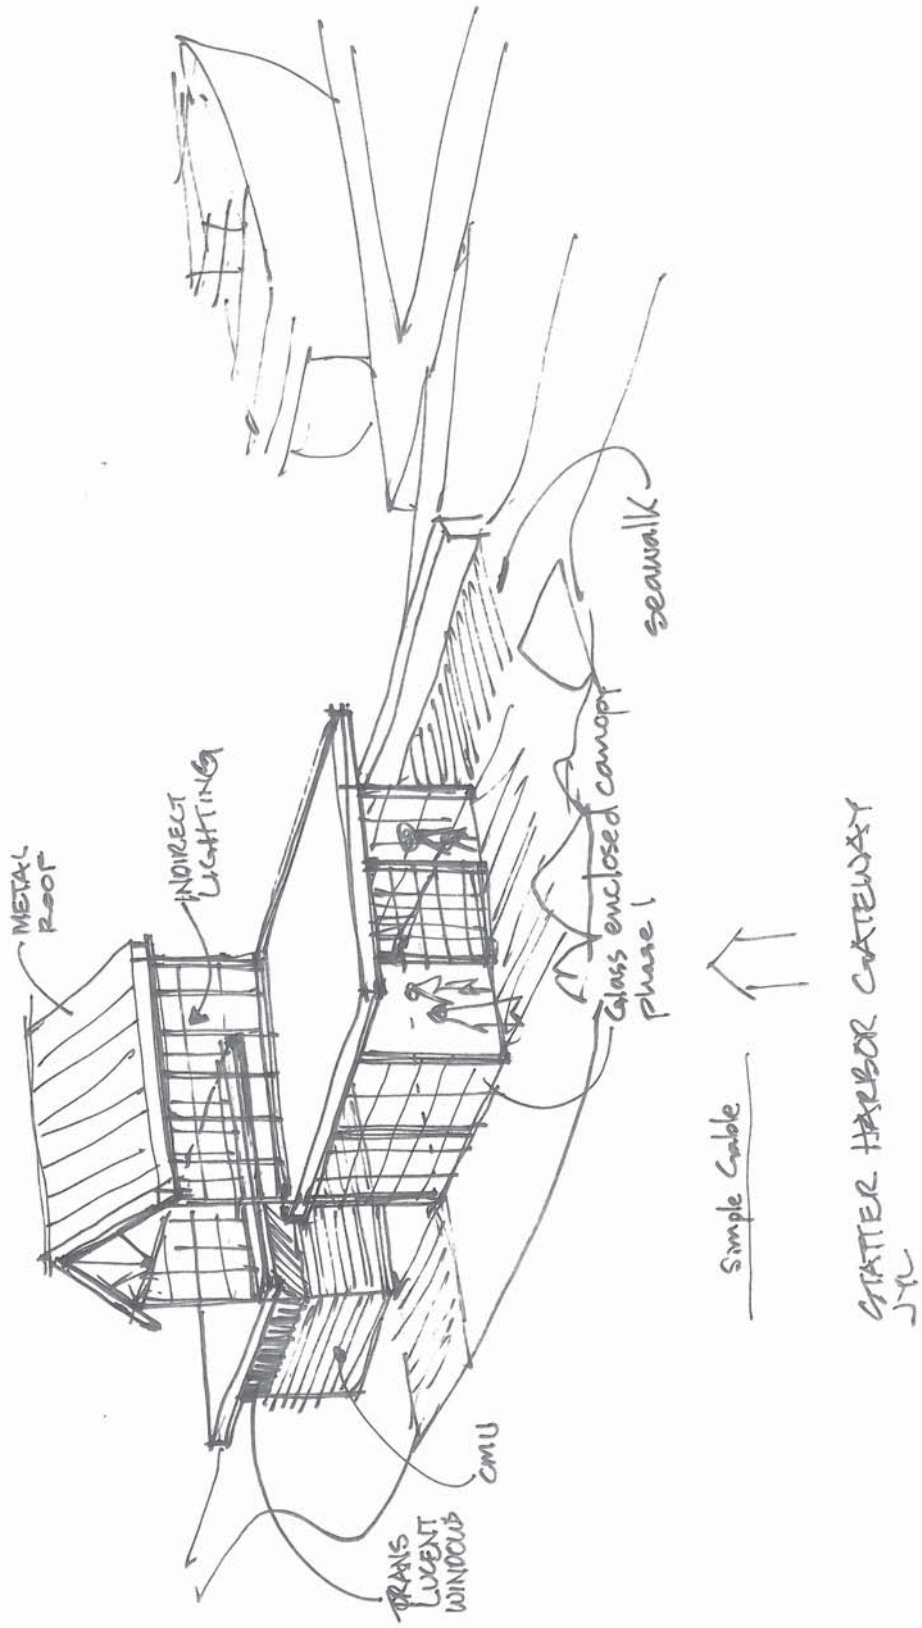 METAL
ROOF
INDIRECT
LIGHTING
TRANS
LUCENT
WINDOWS
CMU
Glass enclosed canopy
phase 1
seawalk
Simple Gable
STATTER HARBOR GATEWAY
JYL